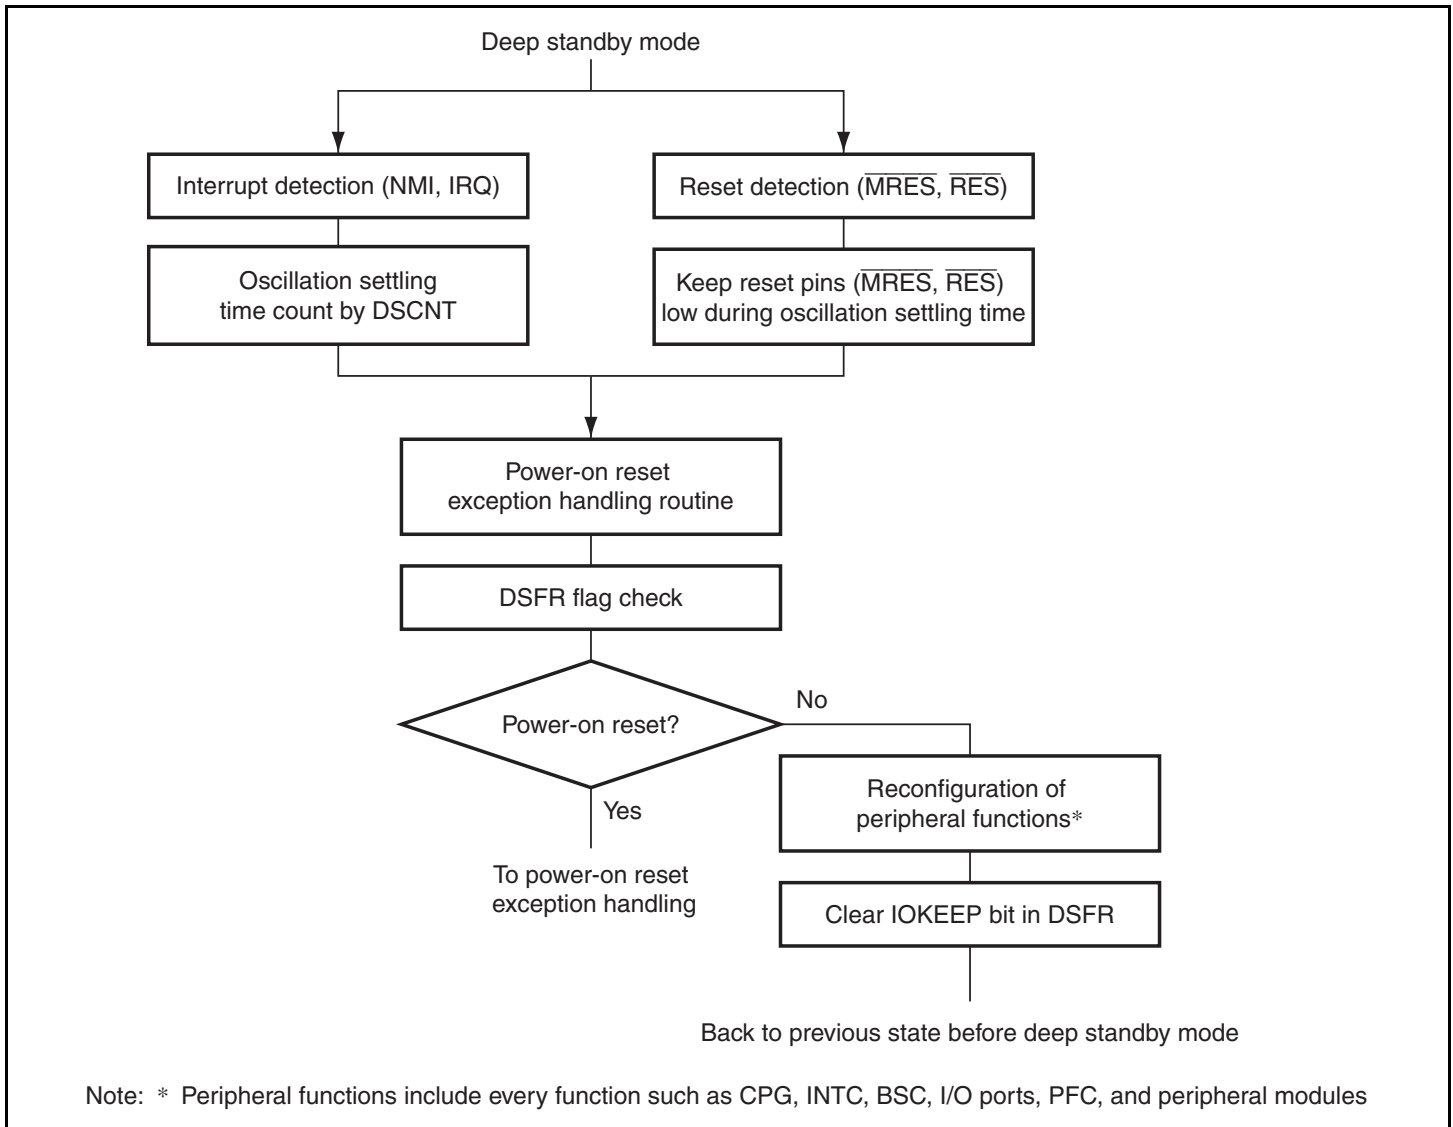 Deep standby mode
Interrupt detection (NMI, IRQ)
Reset detection (M̅R̅E̅S̅, R̅E̅S̅)
Oscillation settling
time count by DSCNT
Keep reset pins (M̅R̅E̅S̅, R̅E̅S̅)
low during oscillation settling time
Power-on reset
exception handling routine
DSFR flag check
Power-on reset?
No
Yes
Reconfiguration of
peripheral functions*
To power-on reset
exception handling
Clear IOKEEP bit in DSFR
Back to previous state before deep standby mode
Note: * Peripheral functions include every function such as CPG, INTC, BSC, I/O ports, PFC, and peripheral modules